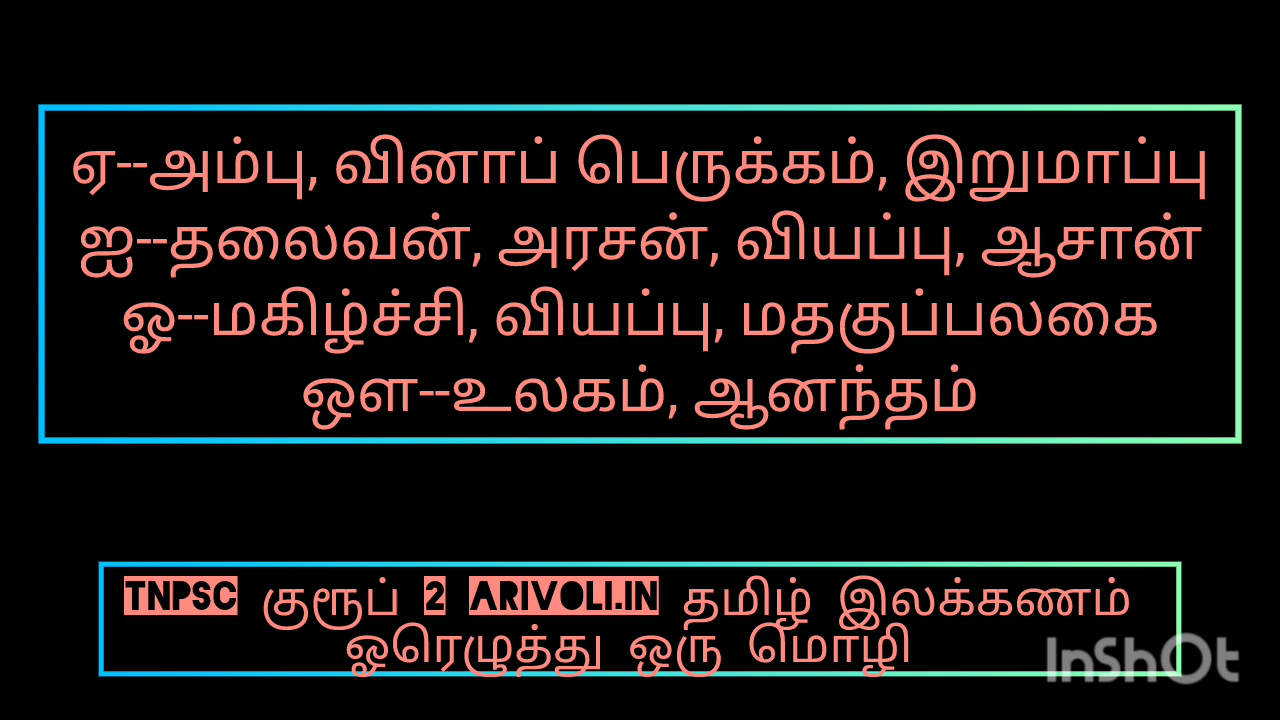 ஏ--அம்பு, வினாப் பெருக்கம், இறுமாப்பு
ஐ--தலைவன், அரசன், வியப்பு, ஆசான்
ஓ--மகிழ்ச்சி, வியப்பு, மதகுப்பலகை
ஔ--உலகம், ஆனந்தம்
TNPSC குரூப் 2 ARIVOLI.IN தமிழ் இலக்கணம்
ஓரெழுத்து ஒரு மொழி
InShOt